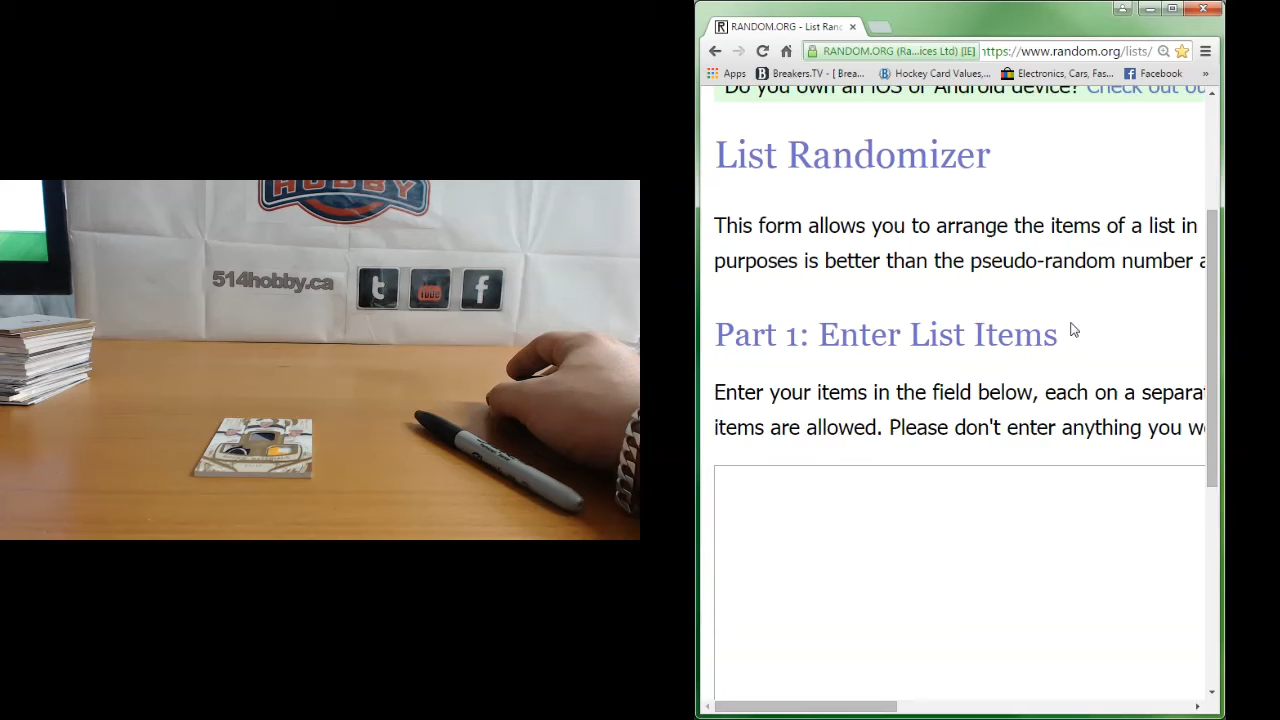 HOBBY
514hobby.ca
t
You
Tube
f
RANDOM.ORG - List Ran
RANDOM.ORG (Ra...ices Ltd) [IE]
https://www.random.org/lists/
Apps
Breakers.TV - [ Brea...
Hockey Card Values,...
Electronics, Cars, Fas...
Facebook
»
Do you own an iOS or Android device? Check out ou
List Randomizer
This form allows you to arrange the items of a list in
purposes is better than the pseudo-random number a
Part 1: Enter List Items
Enter your items in the field below, each on a separat
items are allowed. Please don't enter anything you w